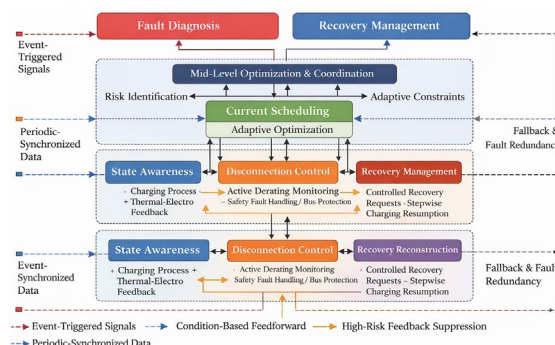 Fault Diagnosis
Recovery Management
Event-
Triggered
Signals
Mid-Level Optimization & Coordination
Risk Identification
Adaptive Constraints
Current Scheduling
Adaptive Optimization
Periodic-
Synchronized
Data
Fallback &
Fault Redundancy
State Awareness
Disconnection Control
Recovery Management
· Charging Process
+ Thermal-Electro
Feedback
Active Derating Monitoring
– Safety Fault Handling / Bus Protection
Controlled Recovery
Requests - Stepwise
Charging Resumption
State Awareness
Disconnection Control
Recovery Reconstruction
Event-
Synchronized
Data
+ Charging Process +
Thermal-Electro
Feedback
· Active Derating Monitoring
Safety Fault Handling / Bus Protection
· Controlled Recovery
Requests - Stepwise
Charging Resumption
Fallback & Fault
Redundancy
Event-Triggered Signals
Condition-Based Feedforward
High-Risk Feedback Suppression
Periodic-Synchronized Data